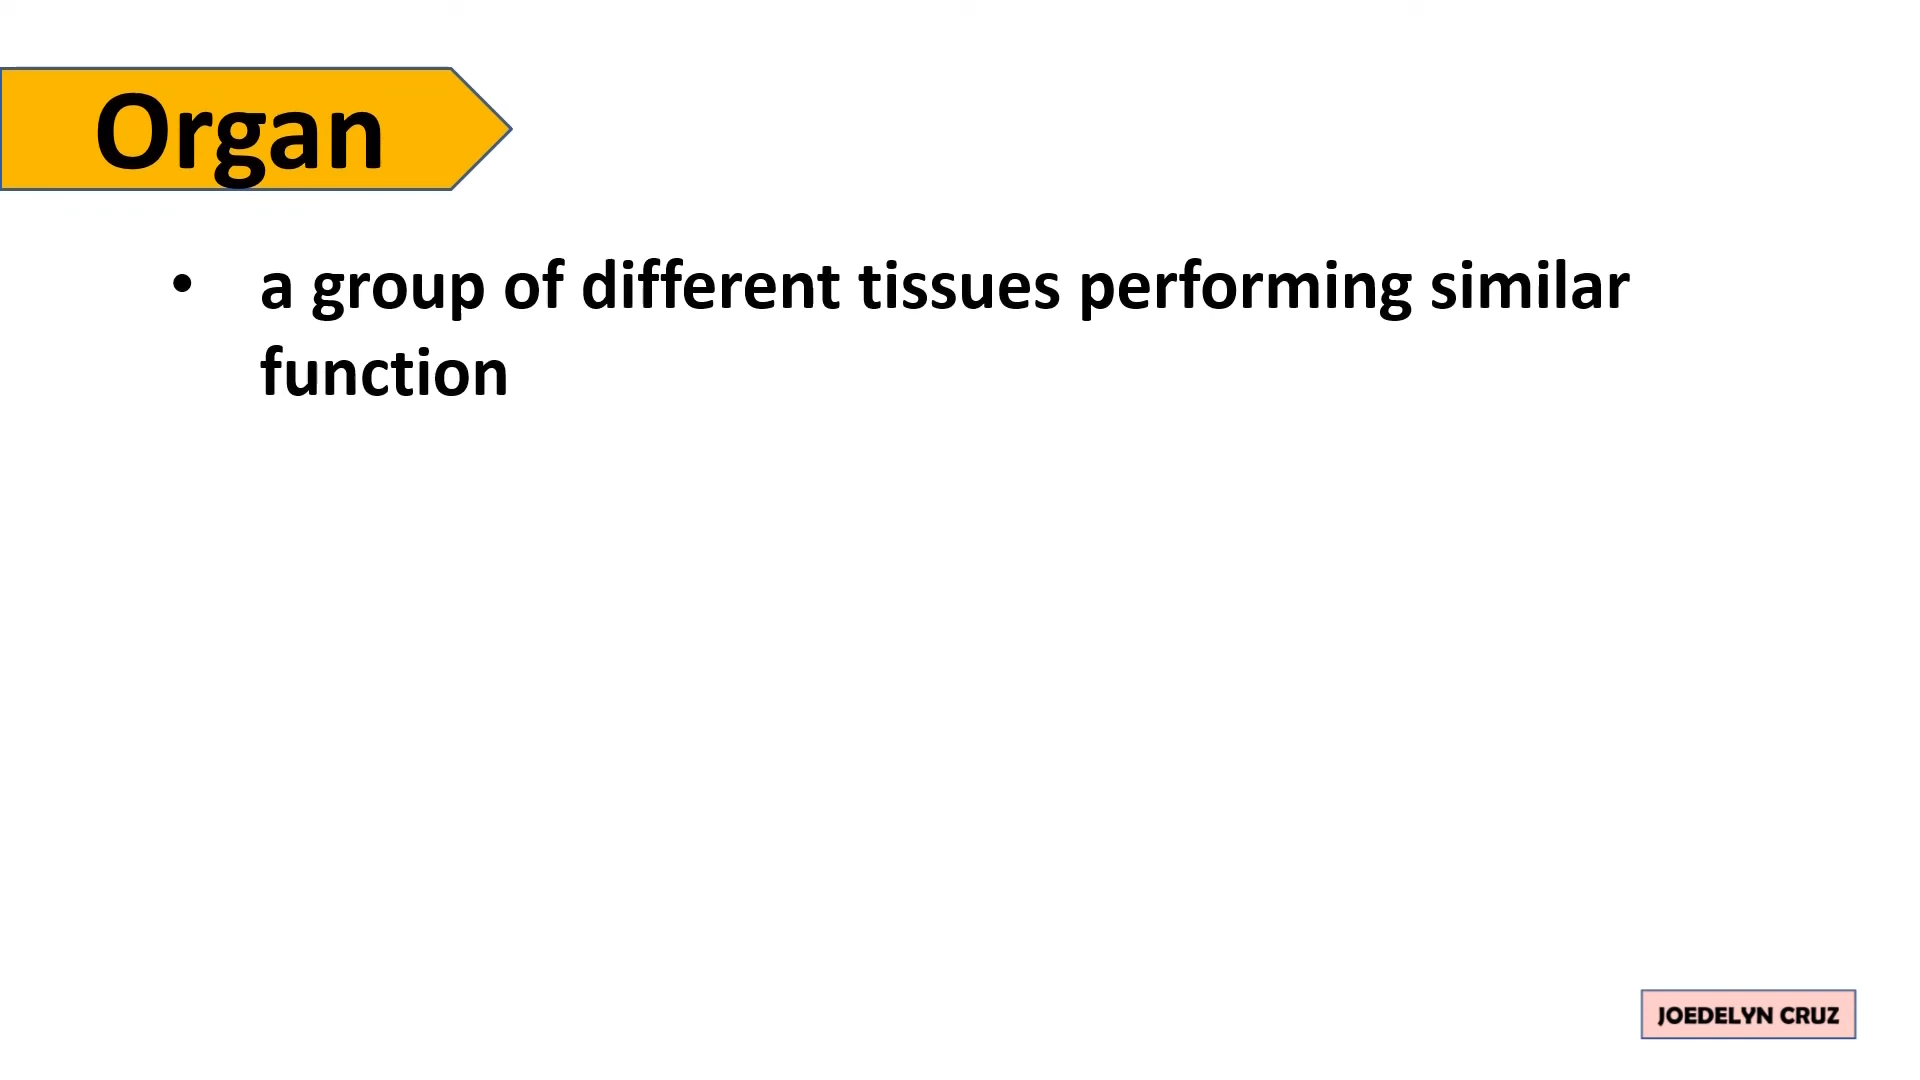 Organ
• a group of different tissues performing similar
function
JOEDELYN CRUZ